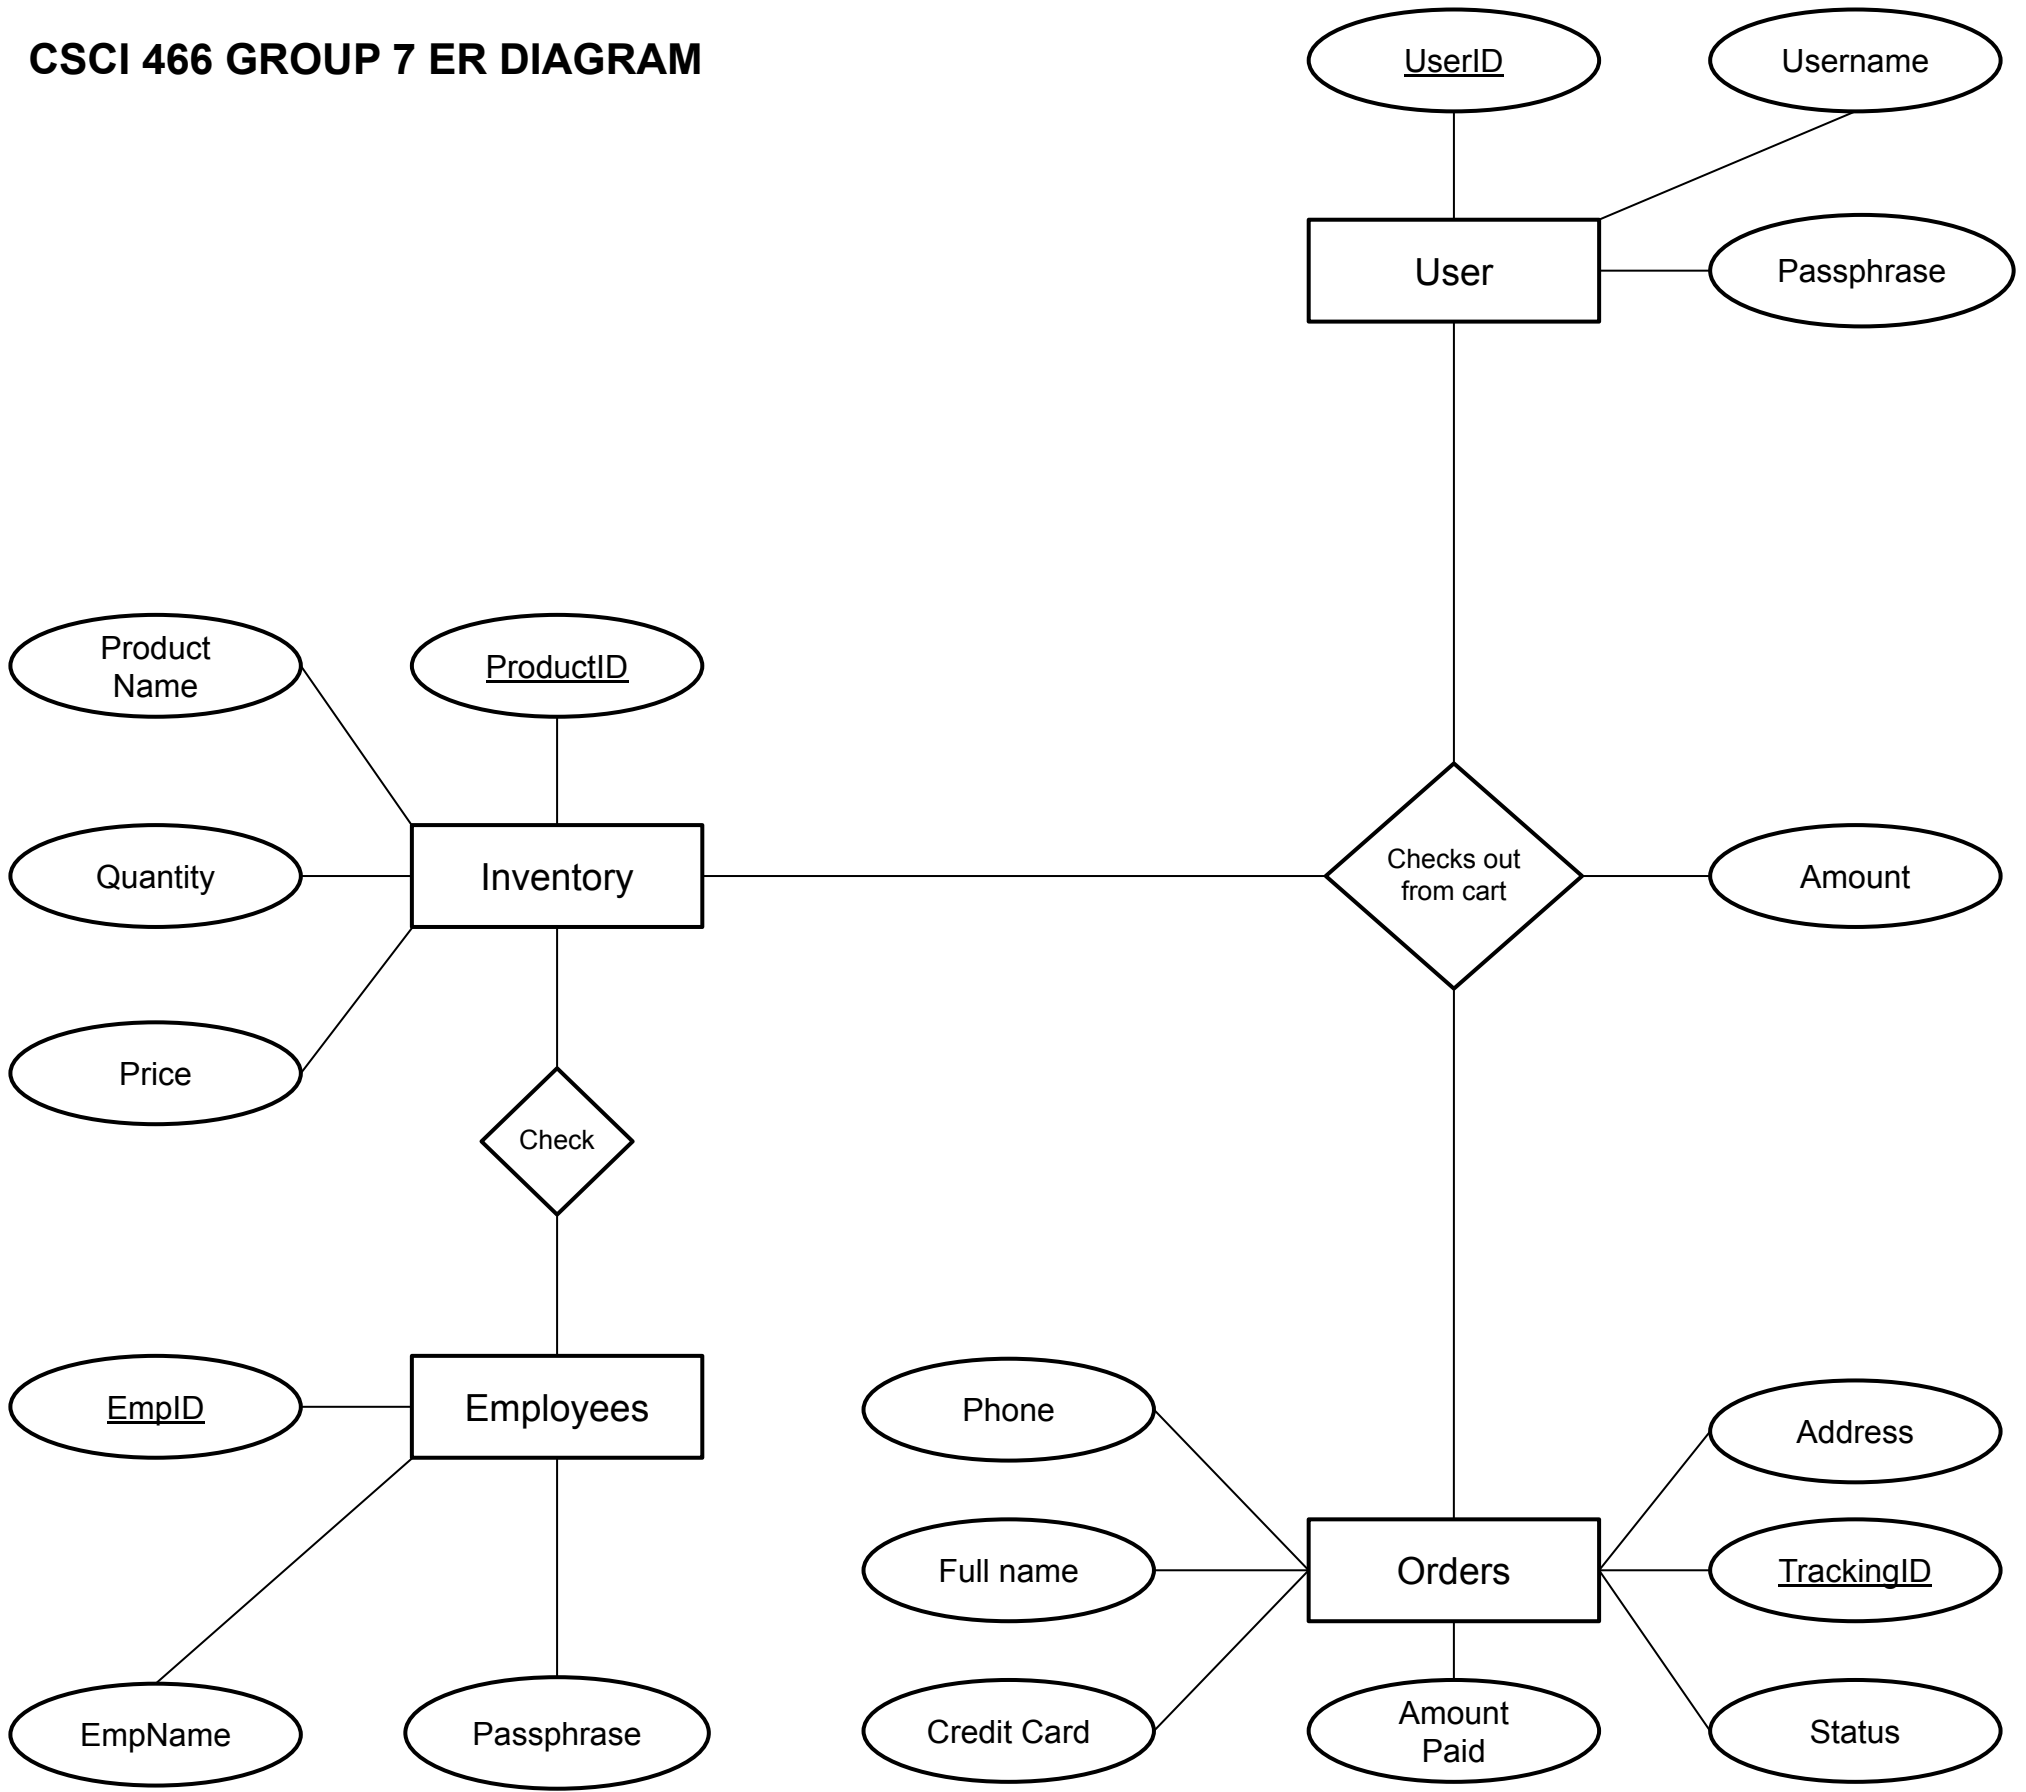 CSCI 466 GROUP 7 ER DIAGRAM
UserID
Username
User
Passphrase
Product
Name
ProductID
Quantity
Inventory
Checks out
from cart
Amount
Price
Check
EmpID
Employees
Phone
Address
Full name
Orders
TrackingID
EmpName
Passphrase
Credit Card
Amount
Paid
Status